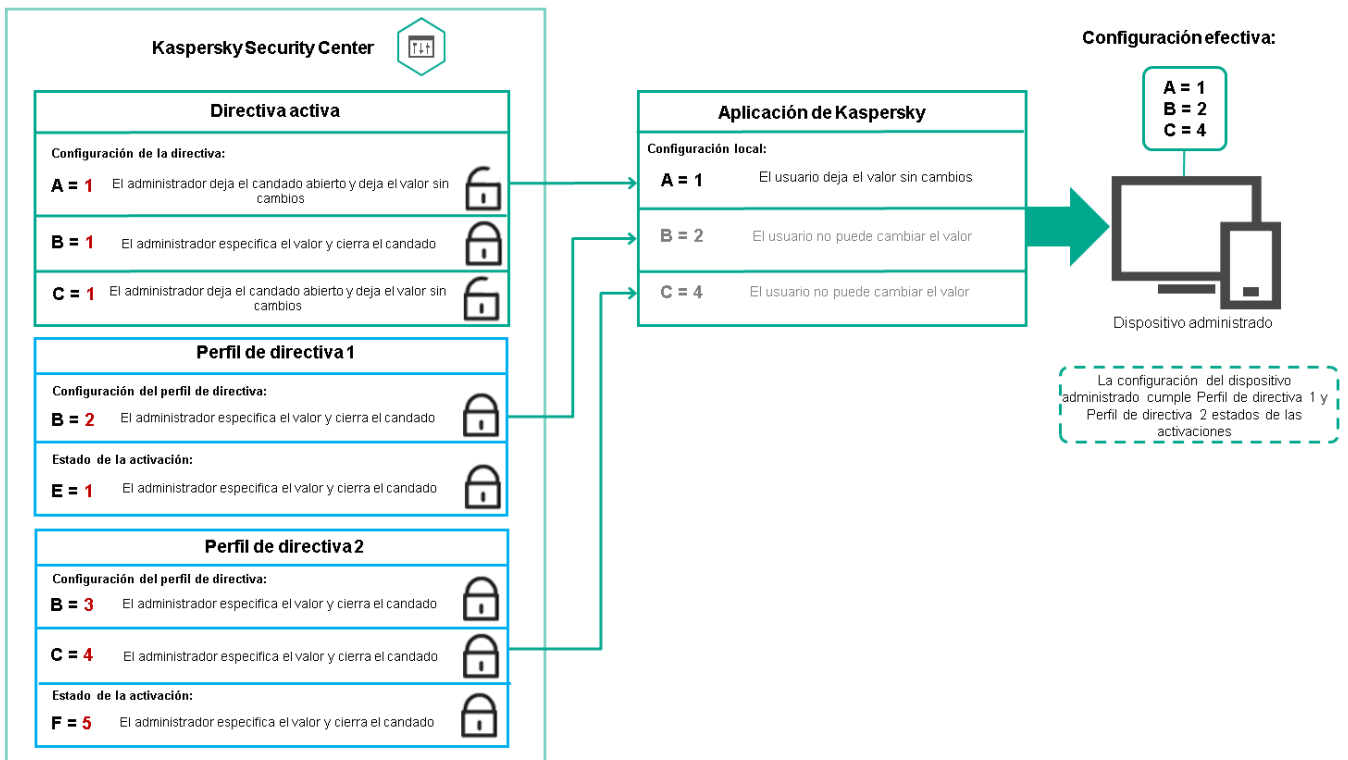 Kaspersky Security Center
Directiva activa
Configuración de la directiva:
A = 1 El administrador deja el candado abierto y deja el valor sin
cambios
B = 1 El administrador especifica el valor y cierra el candado
C = 1 El administrador deja el candado abierto y deja el valor sin
cambios
Perfil de directiva 1
Configuración del perfil de directiva:
B = 2 El administrador especifica el valor y cierra el candado
Estado de la activación:
E = 1 El administrador especifica el valor y cierra el candado
Perfil de directiva 2
Configuración del perfil de directiva:
B = 3 El administrador especifica el valor y cierra el candado
C = 4 El administrador especifica el valor y cierra el candado
Estado de la activación:
F = 5 El administrador especifica el valor y cierra el candado
Aplicación de Kaspersky
Configuración local:
A = 1 El usuario deja el valor sin cambios
B = 2 El usuario no puede cambiar el valor
C = 4 El usuario no puede cambiar el valor
Configuración efectiva:
A = 1
B = 2
C = 4
Dispositivo administrado
La configuración del dispositivo
administrado cumple Perfil de directiva 1 y
Perfil de directiva 2 estados de las
activaciones